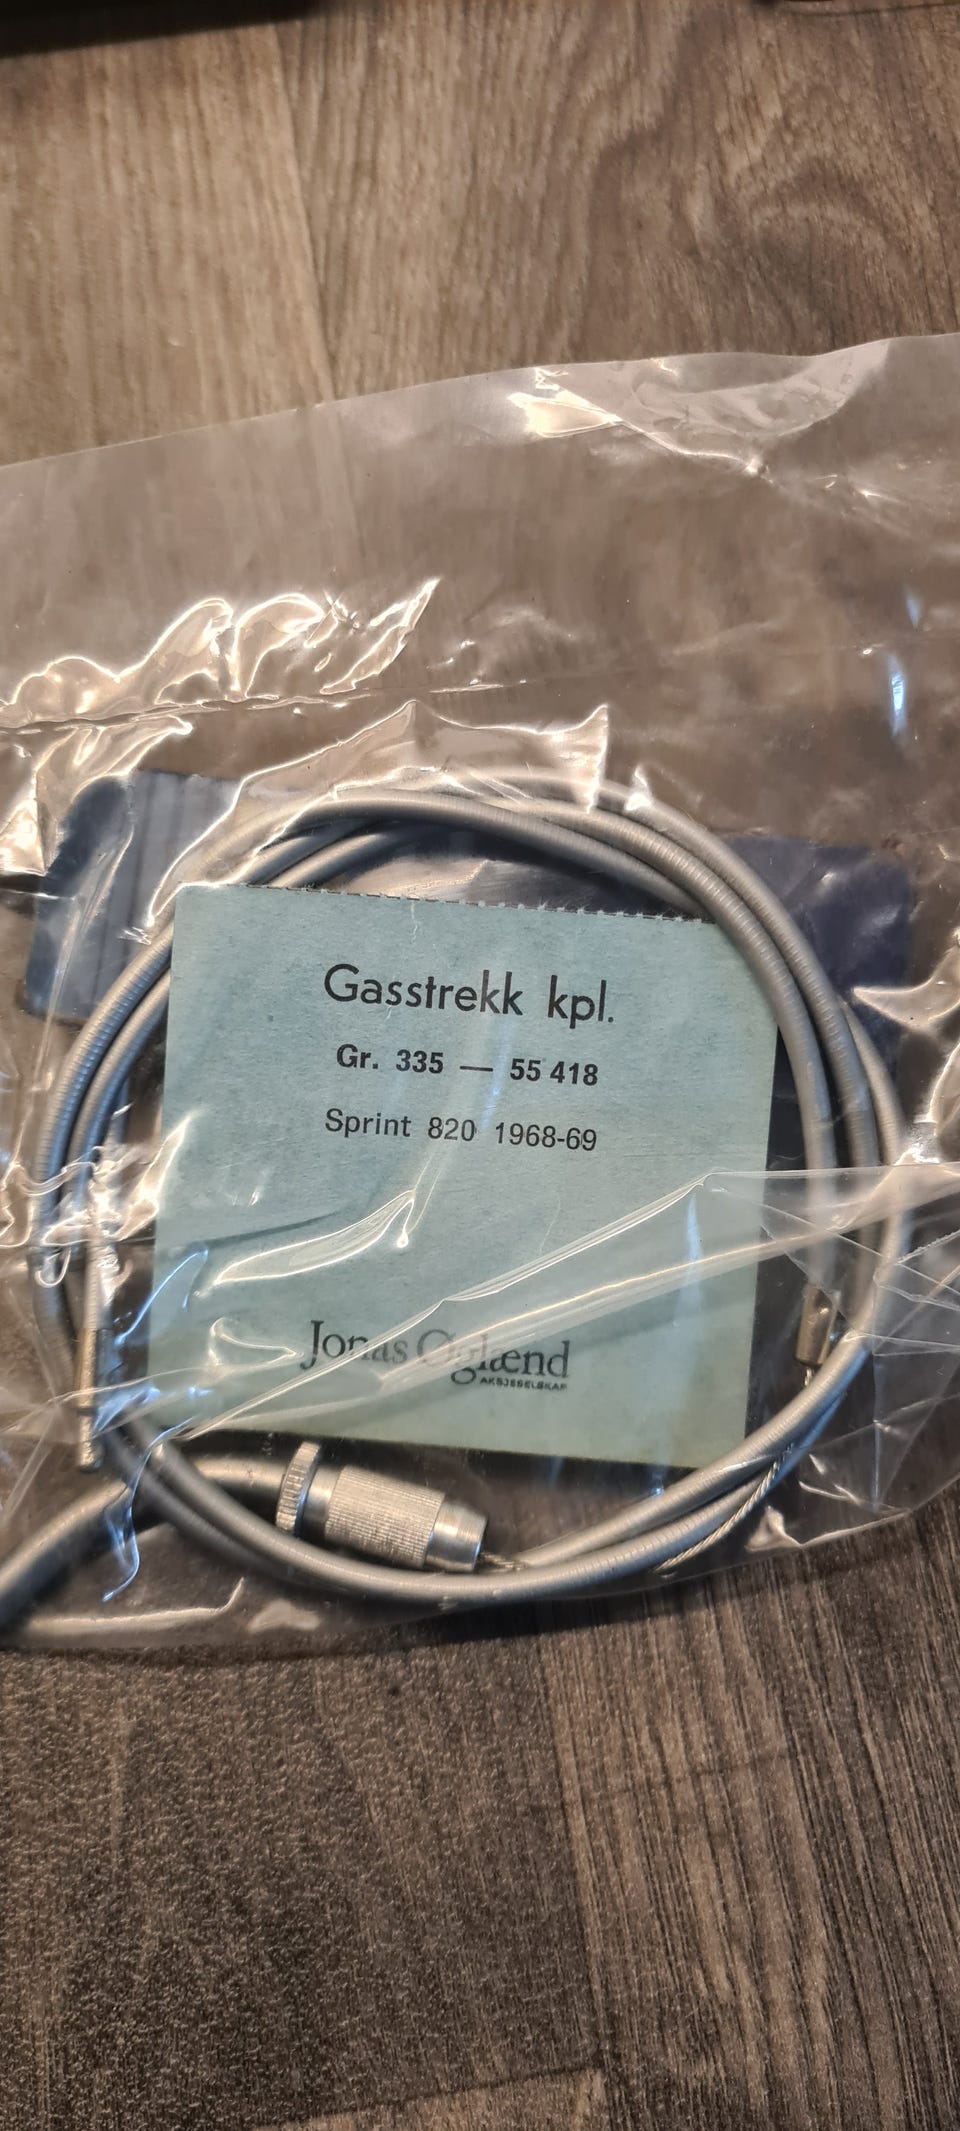 Gasstrekk kpl.
Gr. 335 — 55 418
Sprint 820 1968-69
Jonas Øglænd
AKSJESELSKAP